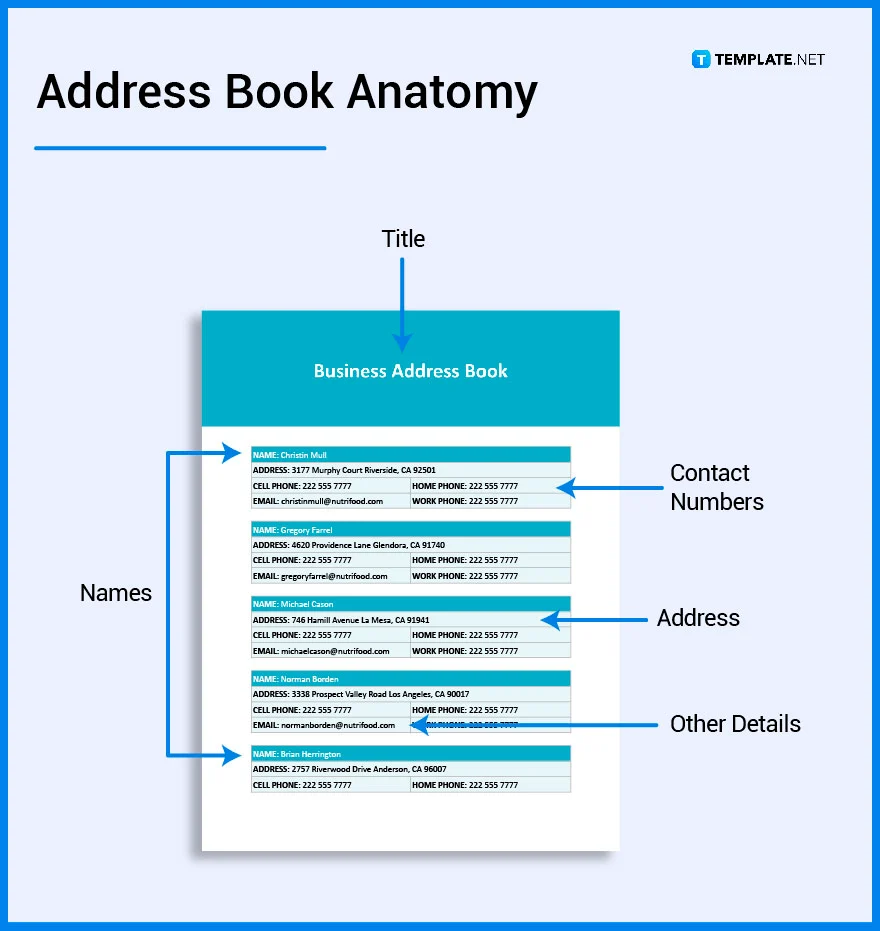 TEMPLATE.NET
Address Book Anatomy
Title
Business Address Book
NAME: Christin Mull
ADDRESS: 3177 Murphy Court Riverside, CA 92501
CELL PHONE: 222 555 7777 HOME PHONE: 222 555 7777
EMAIL: christinmull@nutrifood.com WORK PHONE: 222 555 7777
Contact
Numbers
NAME: Gregory Farrel
ADDRESS: 4620 Providence Lane Glendora, CA 91740
CELL PHONE: 222 555 7777 HOME PHONE: 222 555 7777
EMAIL: gregoryfarrel@nutrifood.com WORK PHONE: 222 555 7777
Names
NAME: Michael Cason
ADDRESS: 746 Hamill Avenue La Mesa, CA 91941
Address
CELL PHONE: 222 555 7777 HOME PHONE: 222 555 7777
EMAIL: michaelcason@nutrifood.com WORK PHONE: 222 555 7777
NAME: Norman Borden
ADDRESS: 3338 Prospect Valley Road Los Angeles, CA 90017
CELL PHONE: 222 555 7777 HOME PHONE: 222 555 7777
EMAIL: normanborden@nutrifood.com WORK PHONE: 222 555 7777
Other Details
NAME: Brian Herrington
ADDRESS: 2757 Riverwood Drive Anderson, CA 96007
CELL PHONE: 222 555 7777 HOME PHONE: 222 555 7777